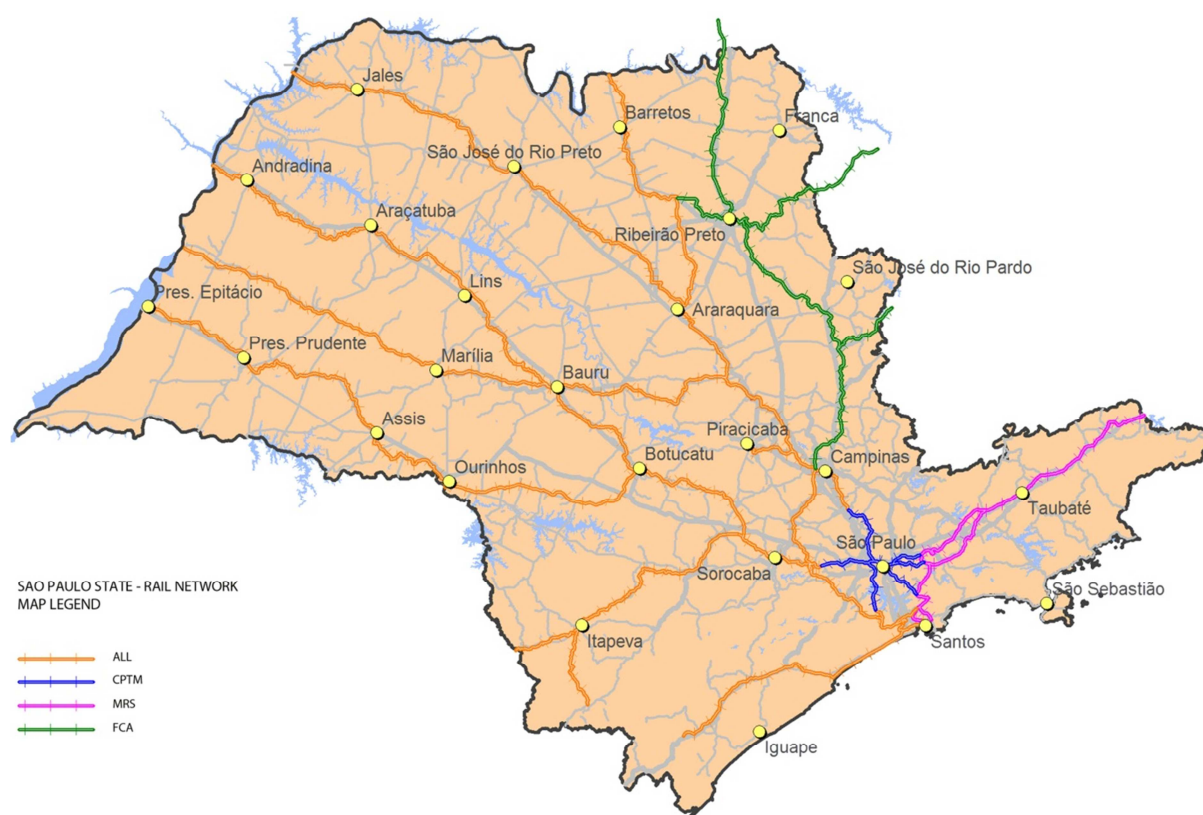 Jales
Barretos
Franca
São José do Rio Preto
Andradina
Araçatuba
Ribeirão Preto
São José do Rio Pardo
Pres. Epitácio
Lins
Araraquara
Pres. Prudente
Marília
Bauru
Assis
Piracicaba
Botucatu
Campinas
Ourinhos
Taubaté
São Paulo
Sorocaba
São Sebastião
Itapeva
Santos
Iguape
SAO PAULO STATE - RAIL NETWORK
MAP LEGEND
ALL
CPTM
MRS
FCA